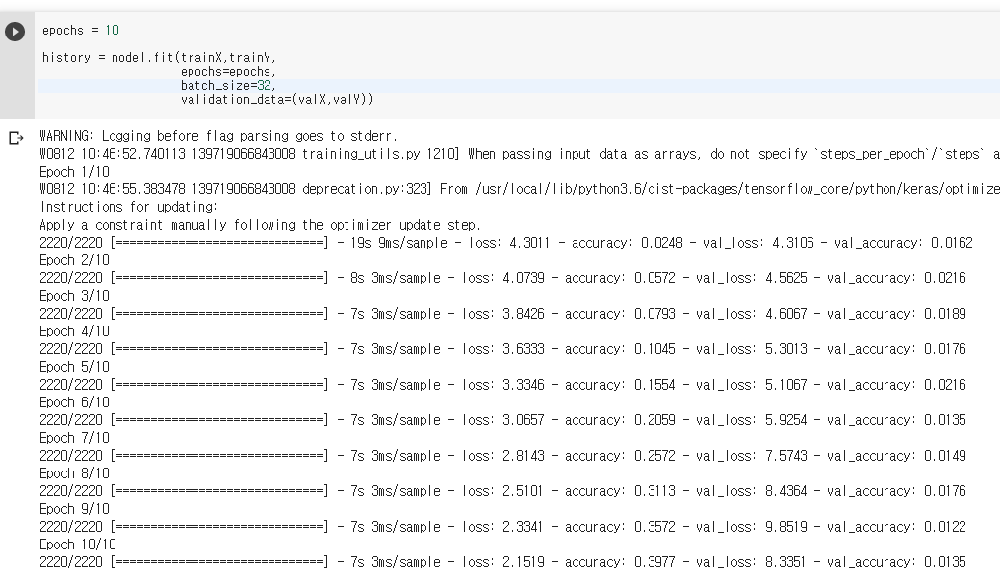 epochs = 10
history = model.fit(trainX,trainY,
epochs=epochs,
batch_size=32,
validation_data=(valX,valY))
WARNING: Logging before flag parsing goes to stderr.
W0812 10:46:52.740113 139719066843008 training_utils.py:1210] When passing input data as arrays, do not specify `steps_per_epoch`/`steps` a
Epoch 1/10
W0812 10:46:55.383478 139719066843008 deprecation.py:323] From /usr/local/lib/python3.6/dist-packages/tensorflow_core/python/keras/optimize
Instructions for updating:
Apply a constraint manually following the optimizer update step.
2220/2220 [==============================] - 19s 9ms/sample - loss: 4.3011 - accuracy: 0.0248 - val_loss: 4.3106 - val_accuracy: 0.0162
Epoch 2/10
2220/2220 [==============================] - 8s 3ms/sample - loss: 4.0739 - accuracy: 0.0572 - val_loss: 4.5625 - val_accuracy: 0.0216
Epoch 3/10
2220/2220 [==============================] - 7s 3ms/sample - loss: 3.8426 - accuracy: 0.0793 - val_loss: 4.6067 - val_accuracy: 0.0189
Epoch 4/10
2220/2220 [==============================] - 7s 3ms/sample - loss: 3.6333 - accuracy: 0.1045 - val_loss: 5.3013 - val_accuracy: 0.0176
Epoch 5/10
2220/2220 [==============================] - 7s 3ms/sample - loss: 3.3346 - accuracy: 0.1554 - val_loss: 5.1067 - val_accuracy: 0.0216
Epoch 6/10
2220/2220 [==============================] - 7s 3ms/sample - loss: 3.0657 - accuracy: 0.2059 - val_loss: 5.9254 - val_accuracy: 0.0135
Epoch 7/10
2220/2220 [==============================] - 7s 3ms/sample - loss: 2.8143 - accuracy: 0.2572 - val_loss: 7.5743 - val_accuracy: 0.0149
Epoch 8/10
2220/2220 [==============================] - 7s 3ms/sample - loss: 2.5101 - accuracy: 0.3113 - val_loss: 8.4364 - val_accuracy: 0.0176
Epoch 9/10
2220/2220 [==============================] - 7s 3ms/sample - loss: 2.3341 - accuracy: 0.3572 - val_loss: 9.8519 - val_accuracy: 0.0122
Epoch 10/10
2220/2220 [==============================] - 7s 3ms/sample - loss: 2.1519 - accuracy: 0.3977 - val_loss: 8.3351 - val_accuracy: 0.0135